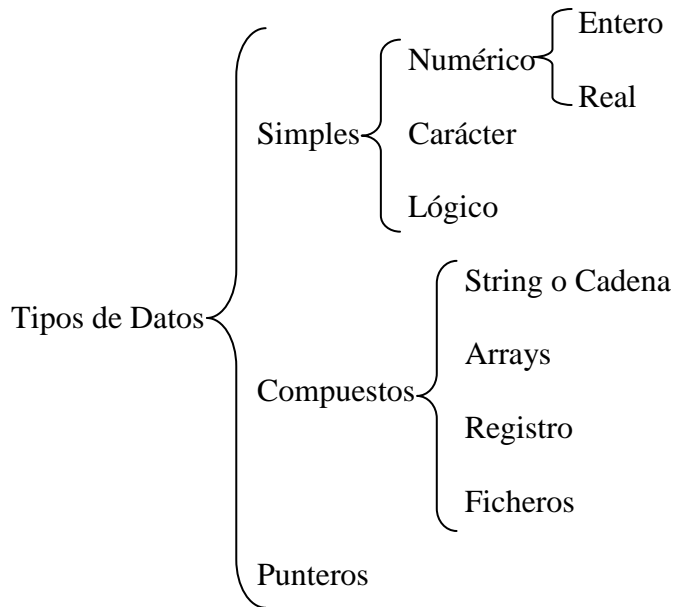 Entero
Numérico
Real
Simples
Carácter
Lógico
String o Cadena
Tipos de Datos
Arrays
Compuestos
Registro
Ficheros
Punteros